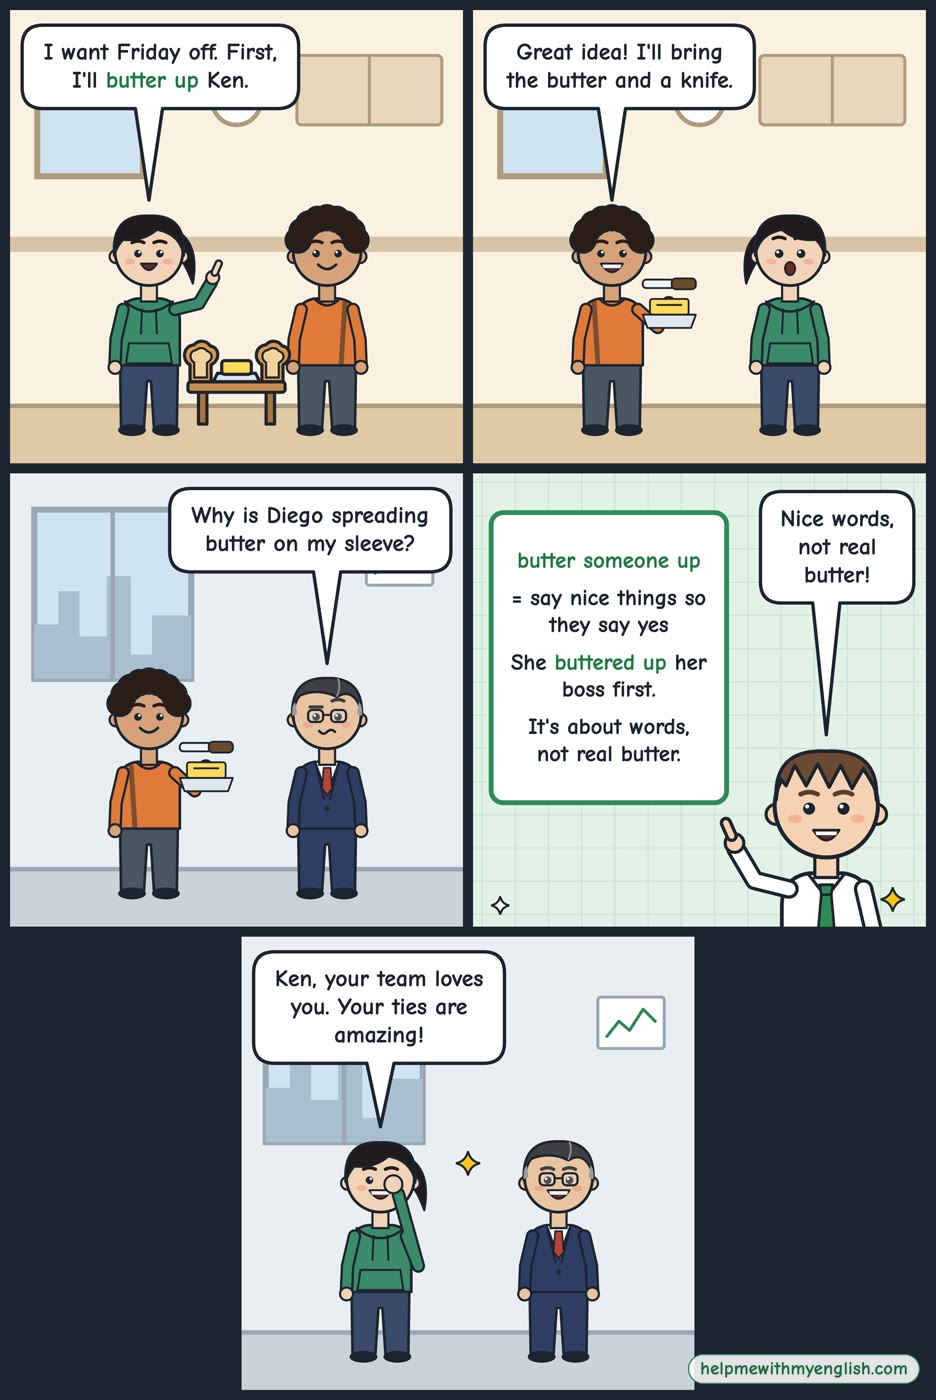 I want Friday off. First,
I'll butter up Ken.
Great idea! I'll bring
the butter and a knife.
Why is Diego spreading
butter on my sleeve?
butter someone up
= say nice things so
they say yes
She buttered up her
boss first.
It's about words,
not real butter.
Nice words,
not real
butter!
Ken, your team loves
you. Your ties are
amazing!
helpmewithmyenglish.com